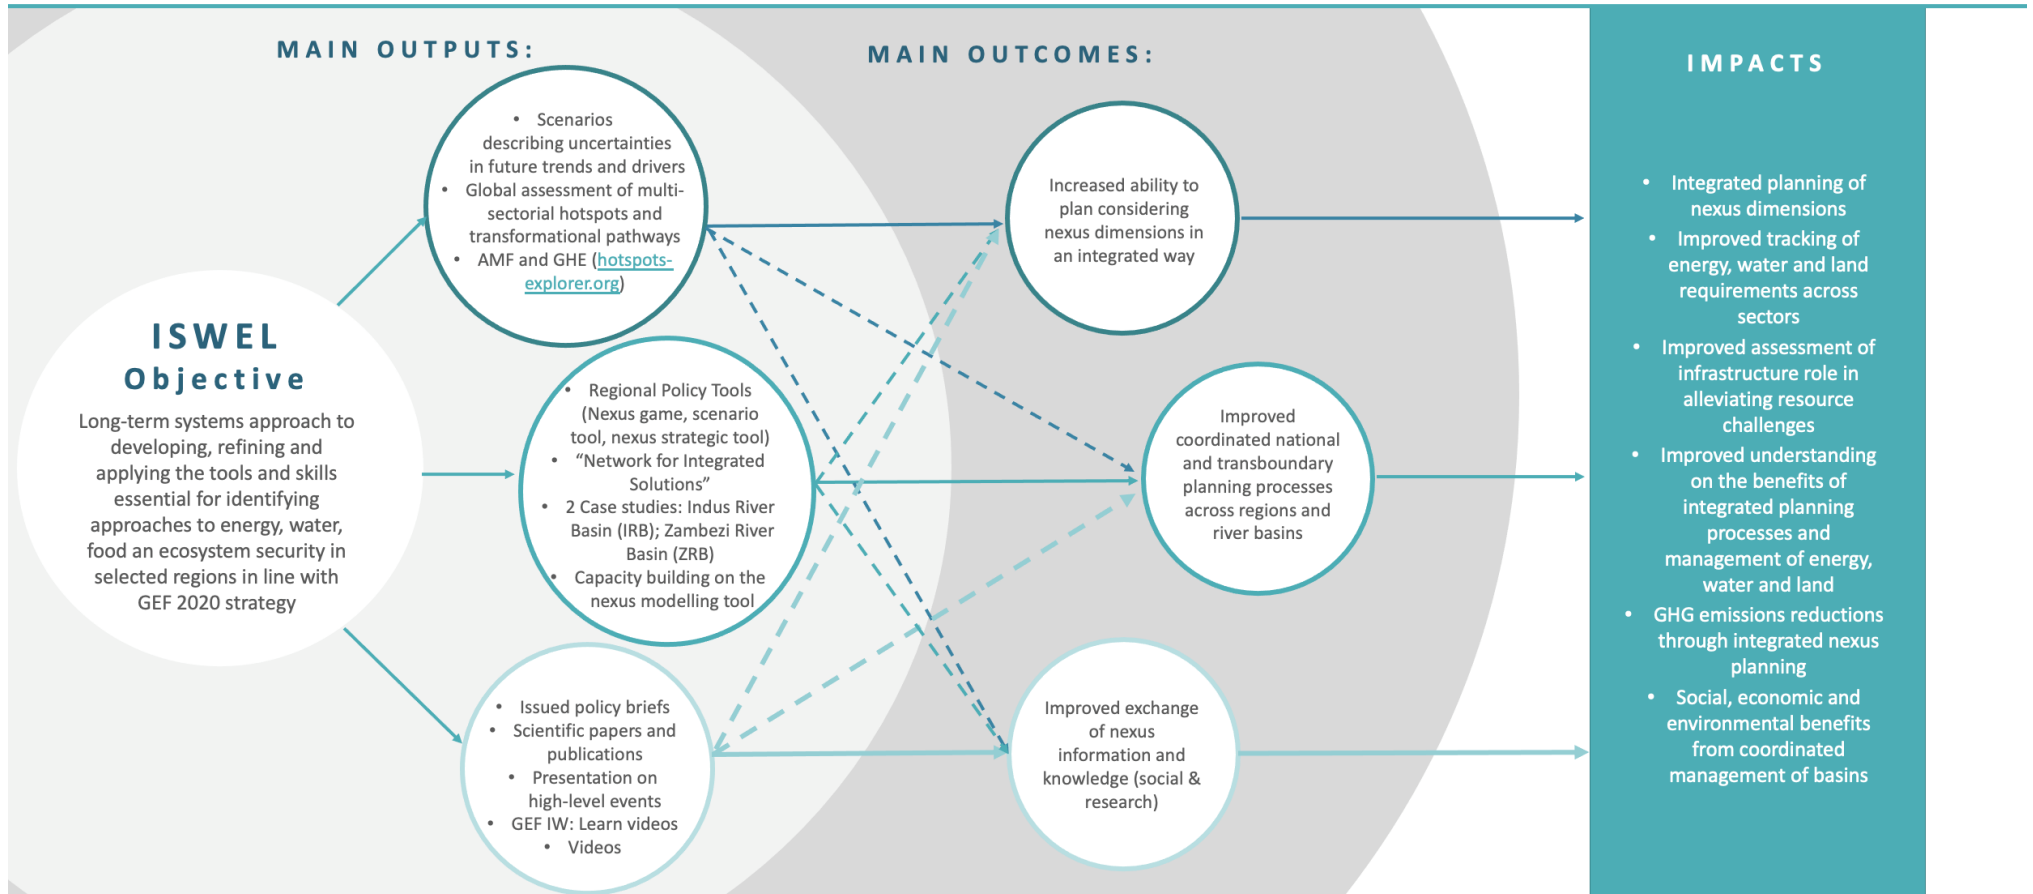 MAIN OUTPUTS:
MAIN OUTCOMES:
IMPACTS
ISWEL
Objective
Long-term systems approach to
developing, refining and
applying the tools and skills
essential for identifying
approaches to energy, water,
food an ecosystem security in
selected regions in line with
GEF 2020 strategy
• Scenarios
describing uncertainties
in future trends and drivers
• Global assessment of multi-
sectorial hotspots and
transformational pathways
• AMF and GHE (hotspots-
explorer.org)
• Regional Policy Tools
(Nexus game, scenario
tool, nexus strategic tool)
• “Network for Integrated
Solutions”
• 2 Case studies: Indus River
Basin (IRB); Zambezi River
Basin (ZRB)
• Capacity building on the
nexus modelling tool
• Issued policy briefs
• Scientific papers and
publications
• Presentation on
high-level events
• GEF IW: Learn videos
• Videos
Increased ability to
plan considering
nexus dimensions in
an integrated way
Improved
coordinated national
and transboundary
planning processes
across regions and
river basins
Improved exchange
of nexus
information and
knowledge (social &
research)
• Integrated planning of
nexus dimensions
• Improved tracking of
energy, water and land
requirements across
sectors
• Improved assessment of
infrastructure role in
alleviating resource
challenges
• Improved understanding
on the benefits of
integrated planning
processes and
management of energy,
water and land
• GHG emissions reductions
through integrated nexus
planning
• Social, economic and
environmental benefits
from coordinated
management of basins